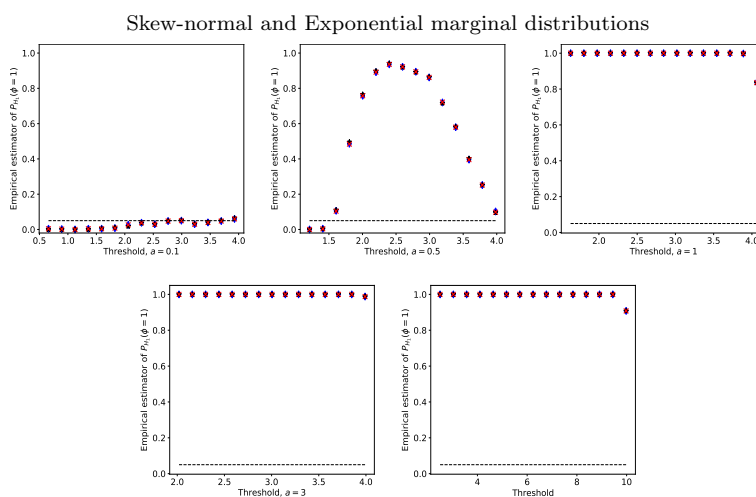 Skew-normal and Exponential marginal distributions
Empirical estimator of P_{H_1}(ϕ = 1)
1.0
0.8
0.6
0.4
0.2
0.0
0.5 1.0 1.5 2.0 2.5 3.0 3.5 4.0
Threshold, a = 0.1
Empirical estimator of P_{H_1}(ϕ = 1)
1.0
0.8
0.6
0.4
0.2
0.0
1.5 2.0 2.5 3.0 3.5 4.0
Threshold, a = 0.5
Empirical estimator of P_{H_1}(ϕ = 1)
1.0
0.8
0.6
0.4
0.2
0.0
2.0 2.5 3.0 3.5 4.0
Threshold, a = 1
Empirical estimator of P_{H_1}(ϕ = 1)
1.0
0.8
0.6
0.4
0.2
0.0
2.0 2.5 3.0 3.5 4.0
Threshold, a = 3
Empirical estimator of P_{H_1}(ϕ = 1)
1.0
0.8
0.6
0.4
0.2
0.0
4 6 8 10
Threshold